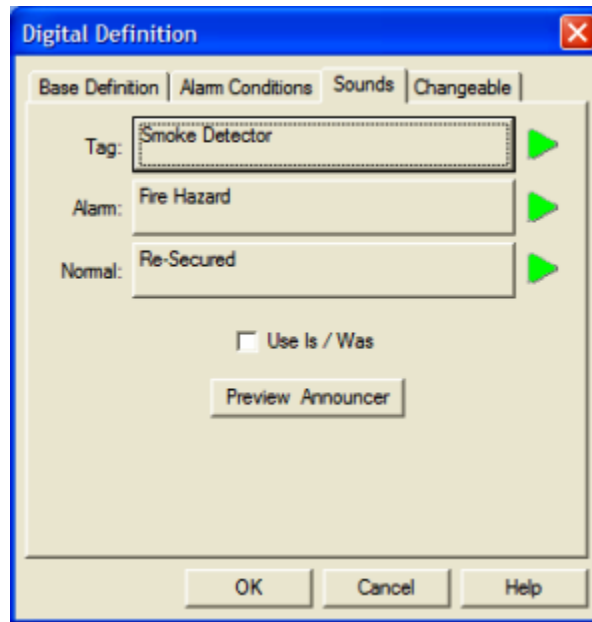 Digital Definition
Base Definition Alarm Conditions Sounds Changeable
Tag: Smoke Detector
Alarm: Fire Hazard
Normal: Re-Secured
Use Is / Was
Preview Announcer
OK Cancel Help